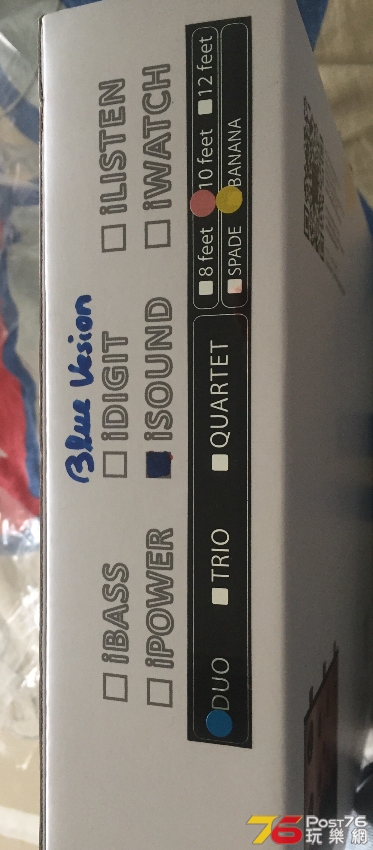 Blue Vesion
iBASS iDIGIT iLISTEN
iPOWER iSOUND iWATCH
DUO TRIO QUARTET 8 feet 10 feet 12 feet
SPADE BANANA
76 Post76
玩樂網